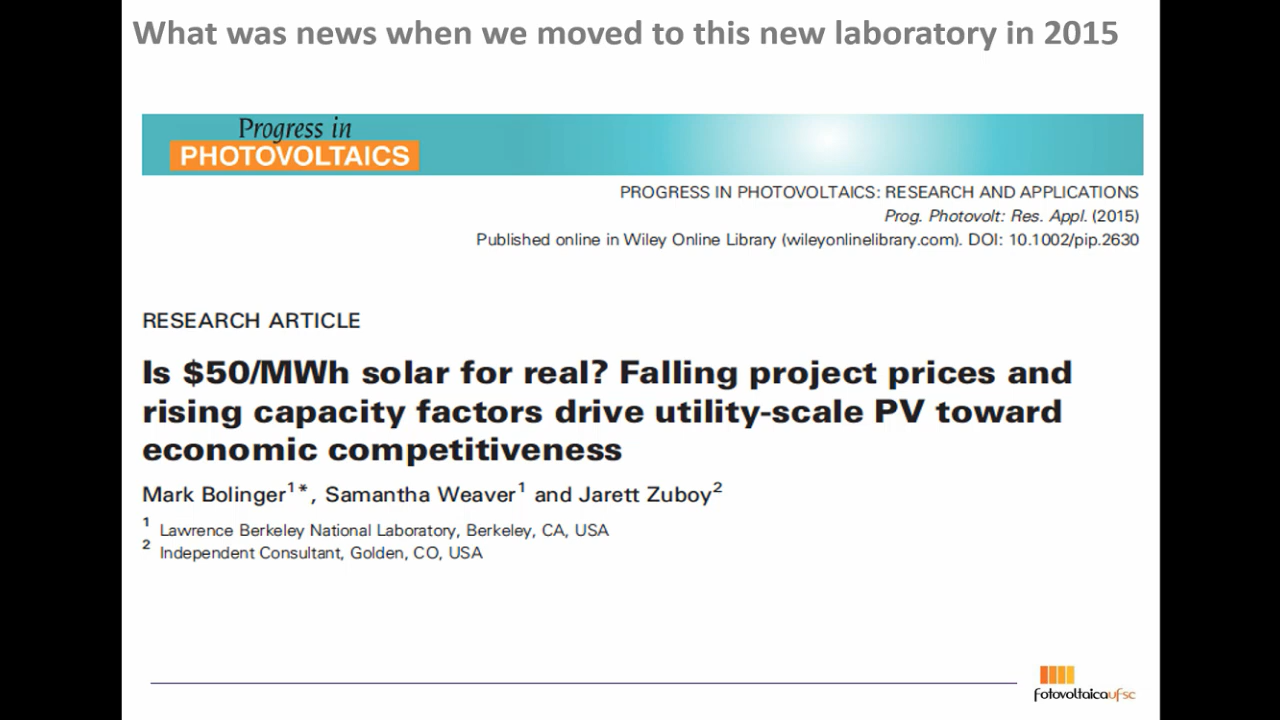 What was news when we moved to this new laboratory in 2015
Progress in
PHOTOVOLTAICS
PROGRESS IN PHOTOVOLTAICS: RESEARCH AND APPLICATIONS
Prog. Photovolt: Res. Appl. (2015)
Published online in Wiley Online Library (wileyonlinelibrary.com). DOI: 10.1002/pip.2630
RESEARCH ARTICLE
Is $50/MWh solar for real? Falling project prices and
rising capacity factors drive utility-scale PV toward
economic competitiveness
Mark Bolinger1*, Samantha Weaver1 and Jarett Zuboy2
1 Lawrence Berkeley National Laboratory, Berkeley, CA, USA
2 Independent Consultant, Golden, CO, USA
fotovoltaicaufsc